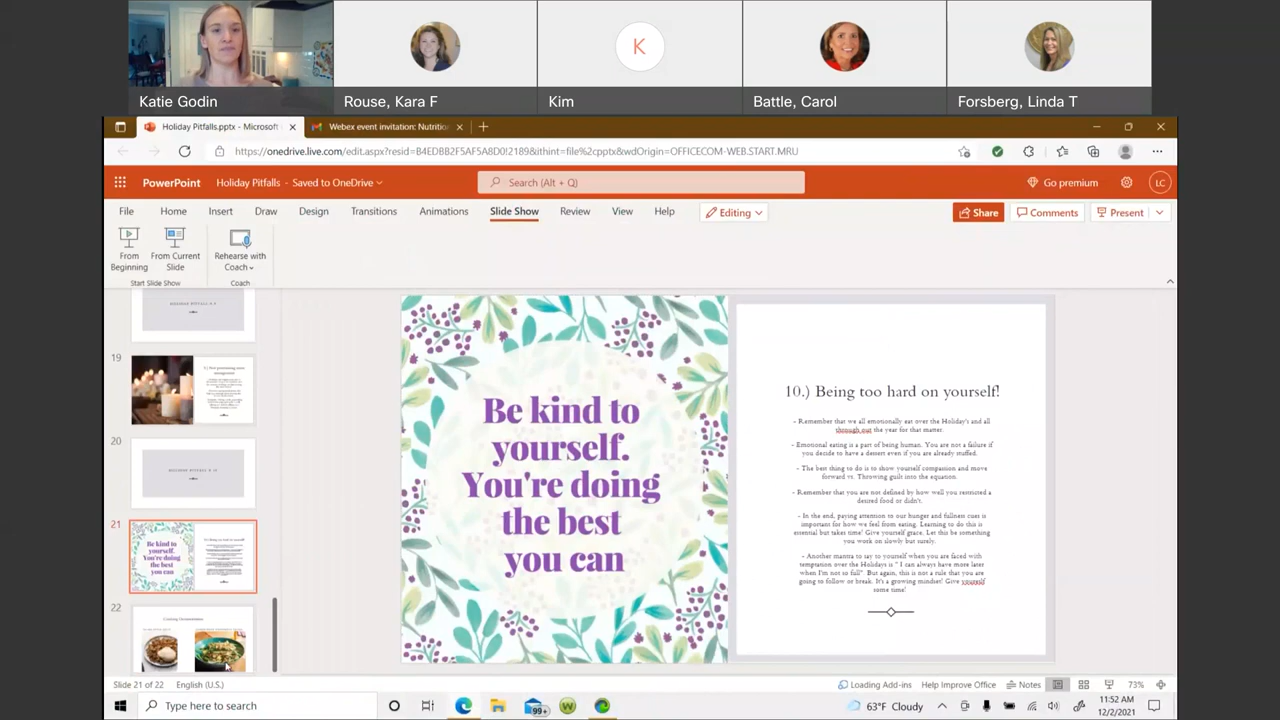 Katie Godin
Rouse, Kara F
K
Kim
Battle, Carol
Forsberg, Linda T
Holiday Pitfalls.pptx - Microsoft
Webex event invitation: Nutritio
https://onedrive.live.com/edit.aspx?resid=B4EDBB2F5AF5A8D0!2189&ithint=file%2cpptx&wdOrigin=OFFICECOM-WEB.START.MRU
PowerPoint
Holiday Pitfalls - Saved to OneDrive
Search (Alt + Q)
Go premium
LC
File Home Insert Draw Design Transitions Animations Slide Show Review View Help
Editing
Share
Comments
Present
From
Beginning
From Current
Slide
Rehearse with
Coach
Start Slide Show
Coach
19
20
21
Be kind to
yourself.
You're doing
the best
you can
22
Be kind to
yourself.
You're doing
the best
you can
10.) Being too hard on yourself!
- Remember that we all emotionally eat over the Holiday's and all
through out the year for that matter.
- Emotional eating is a part of being human. You are not a failure if
you decide to have a dessert even if you are already stuffed.
- The best thing to do is to show yourself compassion and move
forward vs. Throwing guilt into the equation.
- Remember that you are not defined by how well you restricted a
desired food or didn't.
- In the end, paying attention to our hunger and fullness cues is
important for how we feel from eating. Learning to do this is
essential but takes time! Give yourself grace. Let this be something
you work on slowly but surely.
- Another mantra to say to yourself when you are faced with
temptation over the Holidays is " I can always have more later
when I'm not so full" But again, this is not a rule that you are
going to follow or break. It's a growing mindset! Give yourself
some time!
Slide 21 of 22
English (U.S.)
Loading Add-ins
Help Improve Office
Notes
73%
Type here to search
99+
63°F Cloudy
11:52 AM
12/2/2021